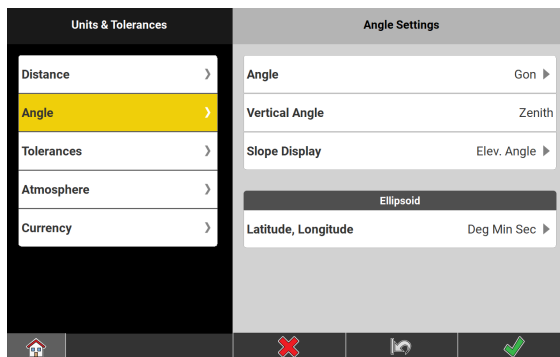 Units & Tolerances
Angle Settings
Distance
Angle
Tolerances
Atmosphere
Currency
Angle Gon
Vertical Angle Zenith
Slope Display Elev. Angle
Ellipsoid
Latitude, Longitude Deg Min Sec